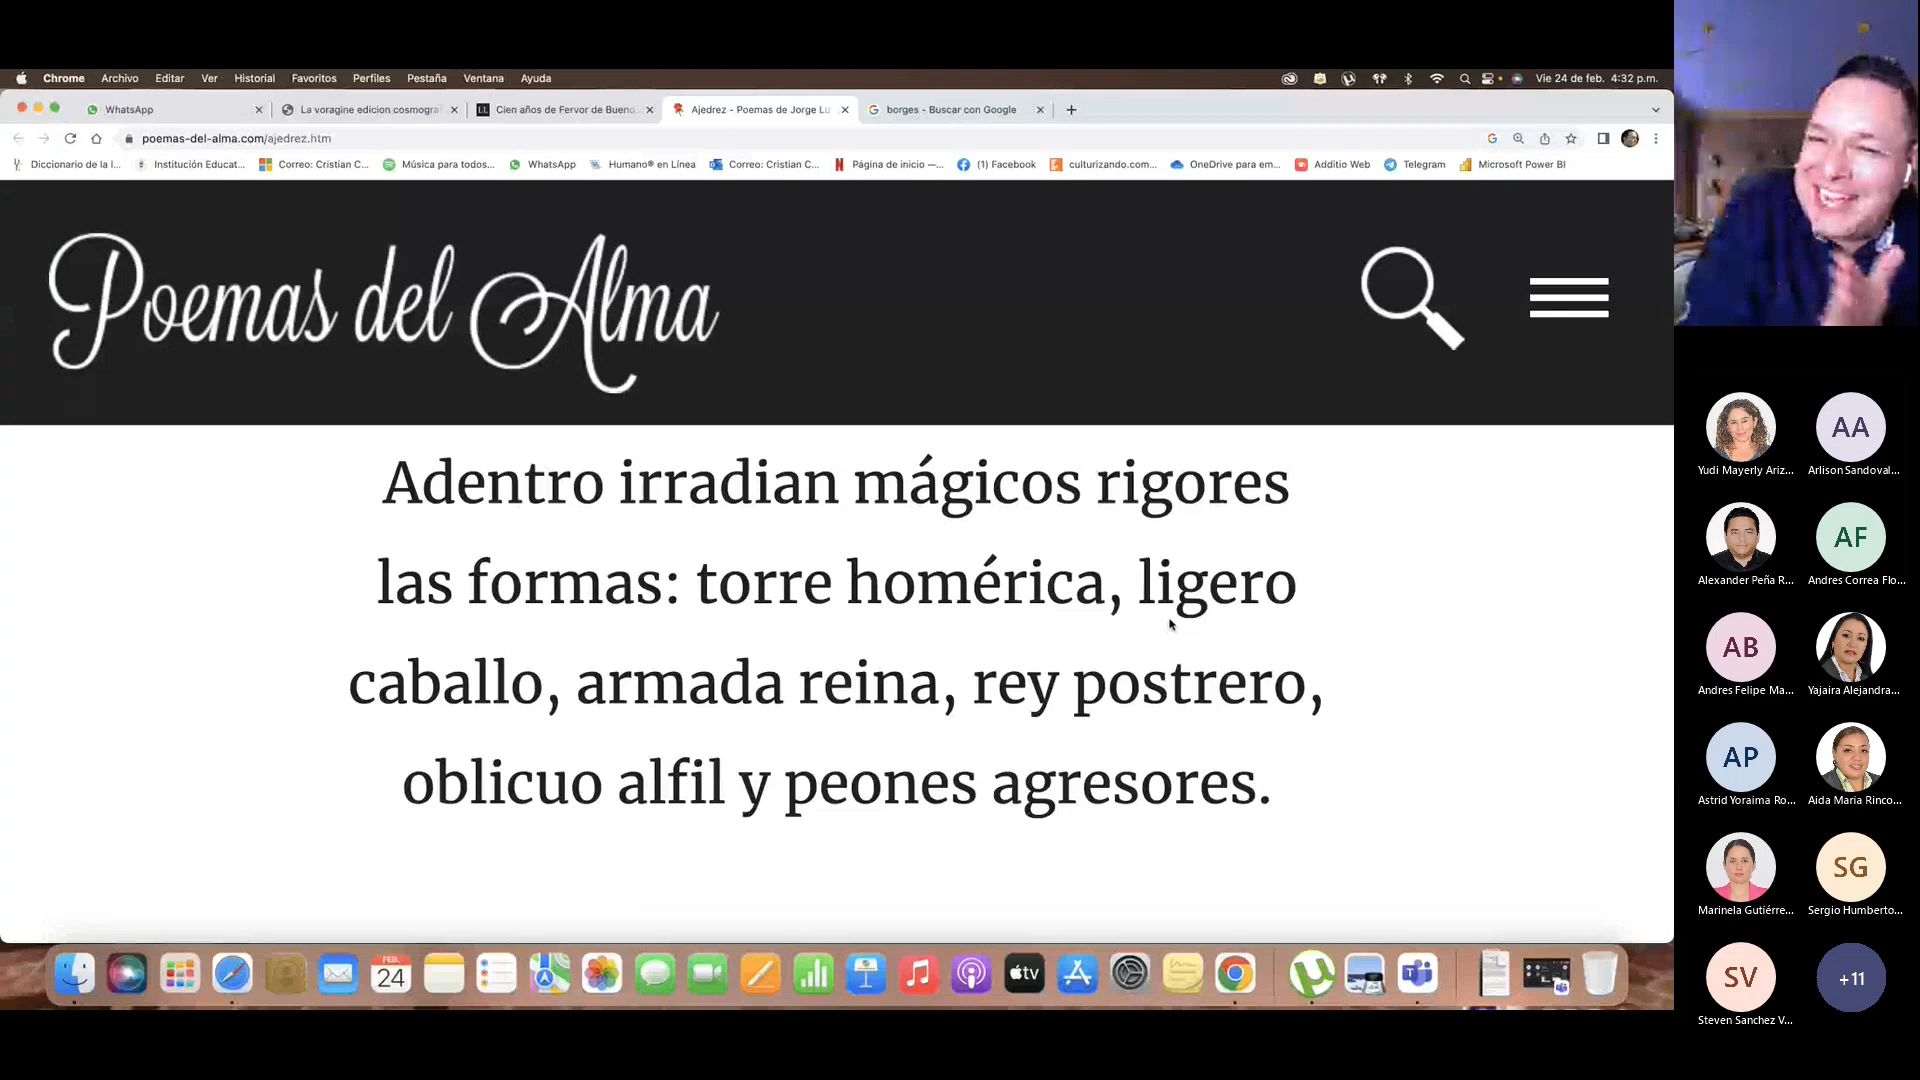 Chrome Archivo Editar Ver Historial Favoritos Perfiles Pestaña Ventana Ayuda Vie 24 de feb. 4:32 p.m.
WhatsApp La voragine edicion cosmogra Cien años de Fervor de Bueno... Ajedrez - Poemas de Jorge Lu borges - Buscar con Google
poemas-del-alma.com/ajedrez.htm
Diccionario de la l... Institución Educat... Correo: Cristian C... Música para todos... WhatsApp Humano® en Línea Correo: Cristian C... Página de inicio —... (1) Facebook culturizando.com... OneDrive para em... Additio Web Telegram Microsoft Power BI
Poemas del Alma
Adentro irradian mágicos rigores
las formas: torre homérica, ligero
caballo, armada reina, rey postrero,
oblicuo alfil y peones agresores.
FEB.
24
tv
AA
Yudi Mayerly Ariz... Arlison Sandoval...
AF
Alexander Peña R... Andres Correa Flo...
AB
Andres Felipe Ma... Yajaira Alejandra...
AP
Astrid Yoraima Ro... Aida Maria Rinco...
SG
Marinela Gutiérre... Sergio Humberto...
SV +11
Steven Sanchez V...